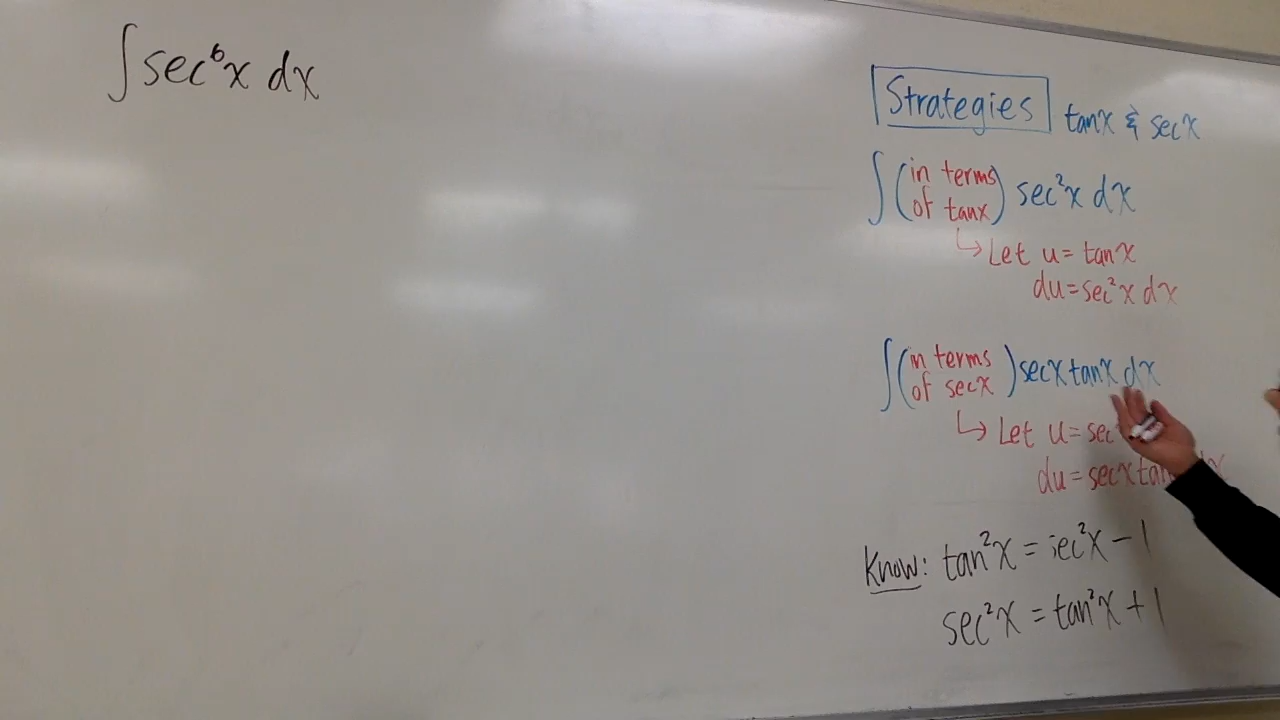 ∫sec⁶x dx
Strategies tanx & secx
∫(in terms of tanx) sec²x dx
↳ Let u = tanx
du = sec²x dx
∫(in terms of secx) secx tanx dx
↳ Let u = sec
du = secx tan dx
Know: tan²x = sec²x − 1
sec²x = tan²x + 1